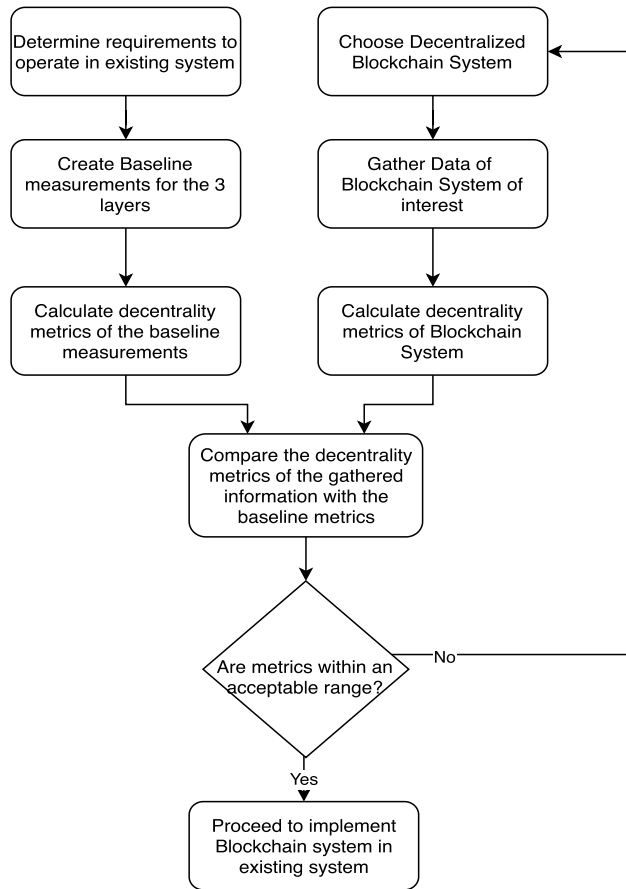 Determine requirements to
operate in existing system
Choose Decentralized
Blockchain System
Create Baseline
measurements for the 3
layers
Gather Data of
Blockchain System of
interest
Calculate decentrality
metrics of the baseline
measurements
Calculate decentrality
metrics of Blockchain
System
Compare the decentrality
metrics of the gathered
information with the
baseline metrics
Are metrics within an
acceptable range?
No
Yes
Proceed to implement
Blockchain system in
existing system